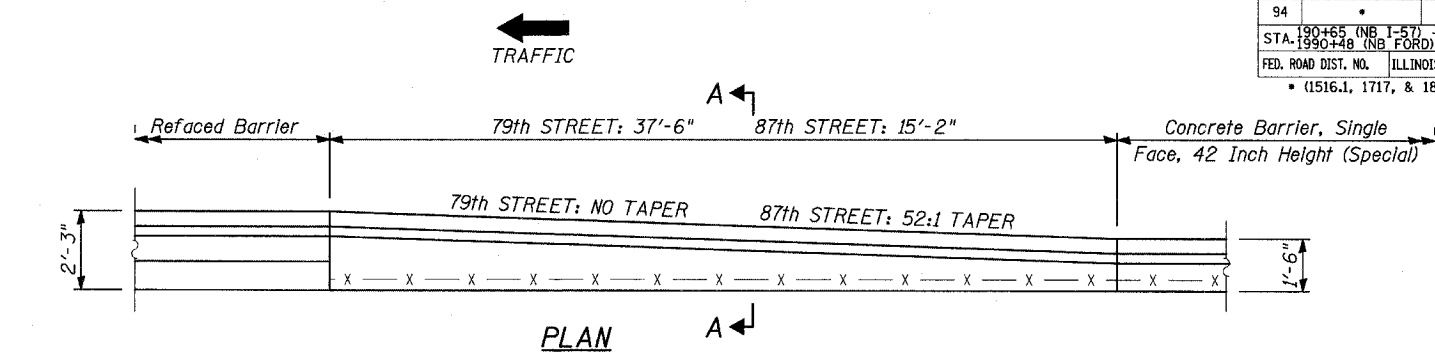 TRAFFIC
94 *
STA. 190+65 (NB I-57) -
1990+48 (NB FORD)
FED. ROAD DIST. NO. ILLINOIS
* (1516.1, 1717, & 18
A
Refaced Barrier
79th STREET: 37'-6" 87th STREET: 15'-2"
Concrete Barrier, Single
Face, 42 Inch Height (Special)
79th STREET: NO TAPER 87th STREET: 52:1 TAPER
2'-3"
1'-6"
X X X X X X X X X X X X X X X
PLAN
A